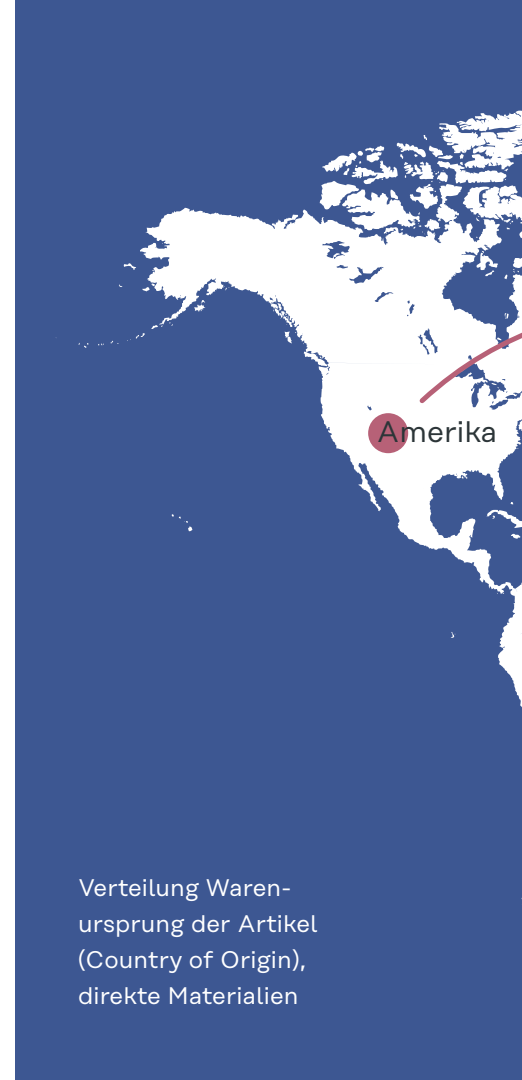 Amerika
Verteilung Waren-
ursprung der Artikel
(Country of Origin),
direkte Materialien